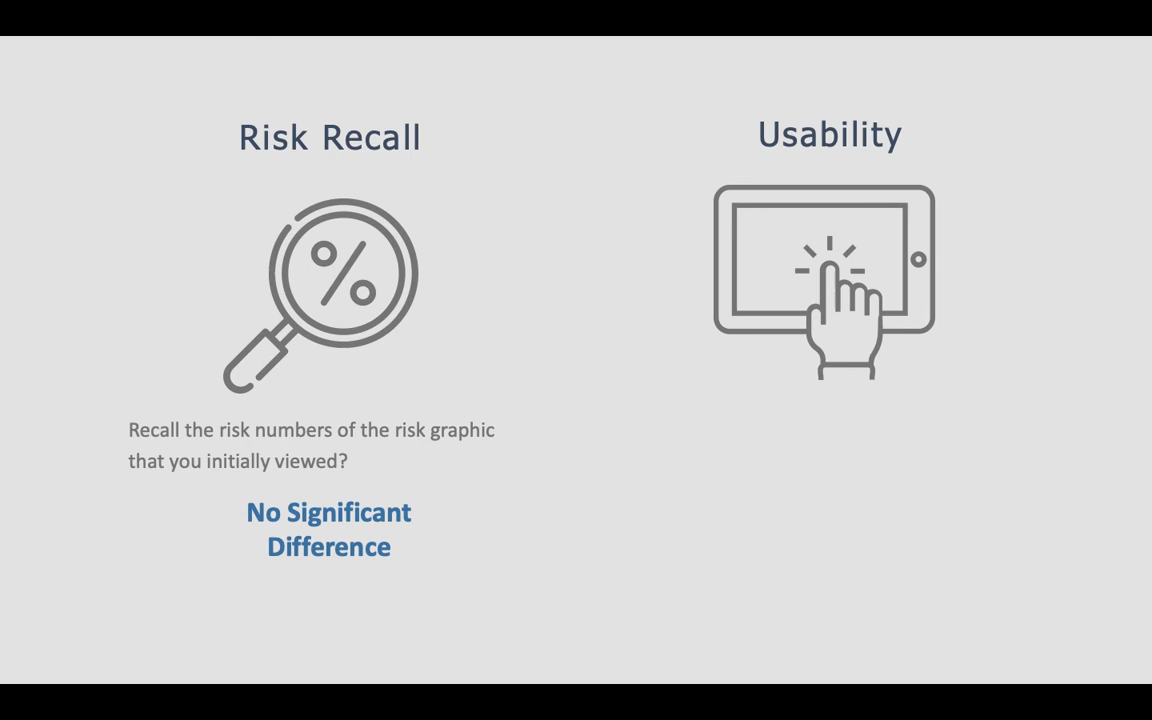 Risk Recall
%
Recall the risk numbers of the risk graphic
that you initially viewed?
No Significant
Difference
Usability